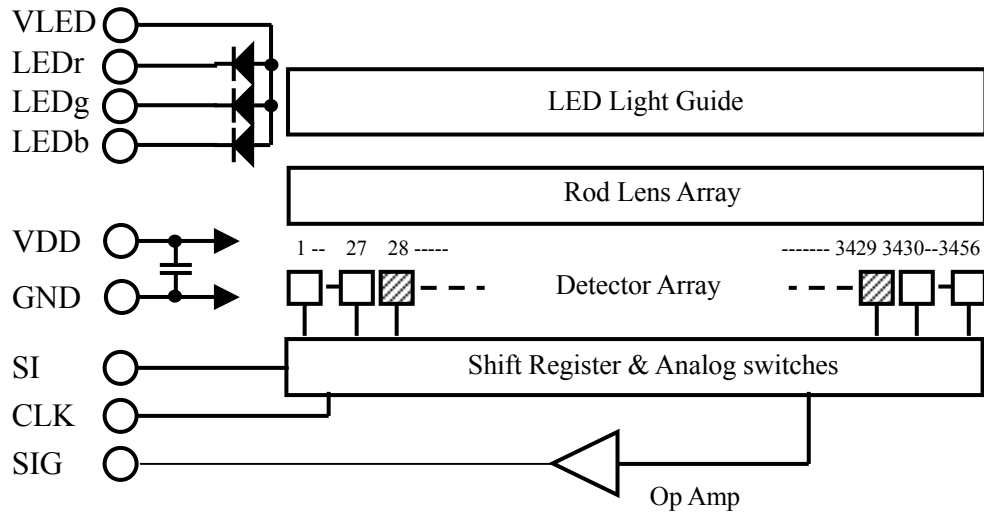 VLED
LEDr
LEDg
LEDb
LED Light Guide
Rod Lens Array
VDD
GND
1 -- 27 28 ----- ------- 3429 3430--3456
Detector Array
SI
CLK
SIG
Shift Register & Analog switches
Op Amp